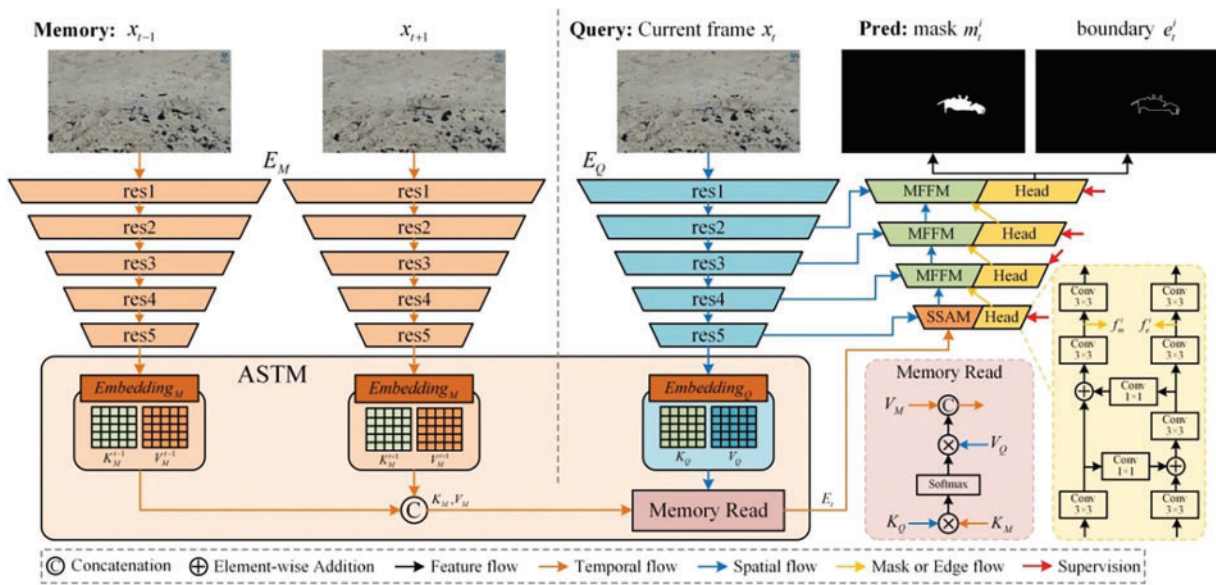 Memory: x_{t-1}
x_{t+1}
Query: Current frame x_t
Pred: mask m_t^i
boundary e_t^i
E_M
E_Q
res1
res1
res1
MFFM
Head
res2
res2
res2
MFFM
Head
res3
res3
res3
MFFM
Head
res4
res4
res4
SSAM
Head
res5
res5
res5
ASTM
Embedding_M
Embedding_M
Embedding_Q
K_M^{t-1}
V_M^{t-1}
K_M^{t+1}
V_M^{t+1}
K_Q
V_Q
C
K_M,V_M
Memory Read
E_t
Memory Read
V_M
C
V_Q
Softmax
K_Q
K_M
Conv
3×3
Conv
3×3
f_m^i
f_e^i
Conv
3×3
Conv
3×3
Conv
1×1
Conv
3×3
Conv
1×1
Conv
3×3
Conv
3×3
C Concatenation
Element-wise Addition
Feature flow
Temporal flow
Spatial flow
Mask or Edge flow
Supervision